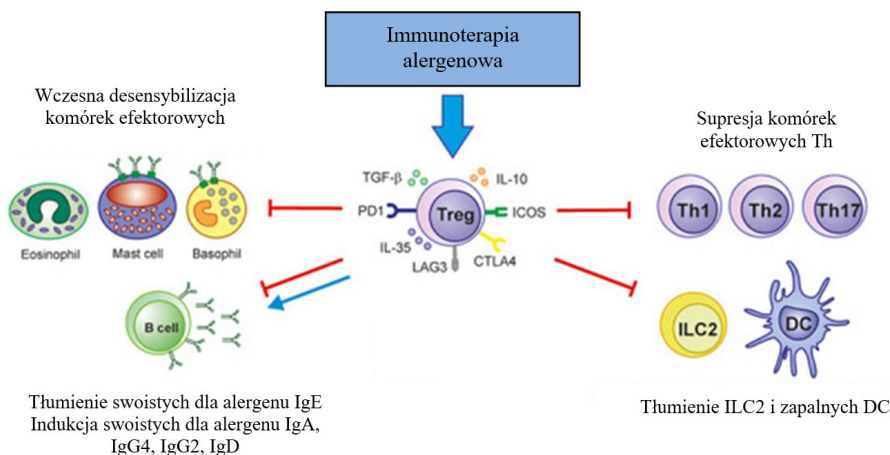 Immunoterapia
alergenowa
Wczesna desensybilizacja
komórek efektorowych
Supresja komórek
efektorowych Th
TGF-β
IL-10
PD1
Treg
ICOS
IL-35
LAG3
CTLA4
Eosinophil
Mast cell
Basophil
Th1
Th2
Th17
B cell
ILC2
DC
Tłumienie swoistych dla alergenu IgE
Indukcja swoistych dla alergenu IgA,
IgG4, IgG2, IgD
Tłumienie ILC2 i zapalnych DC